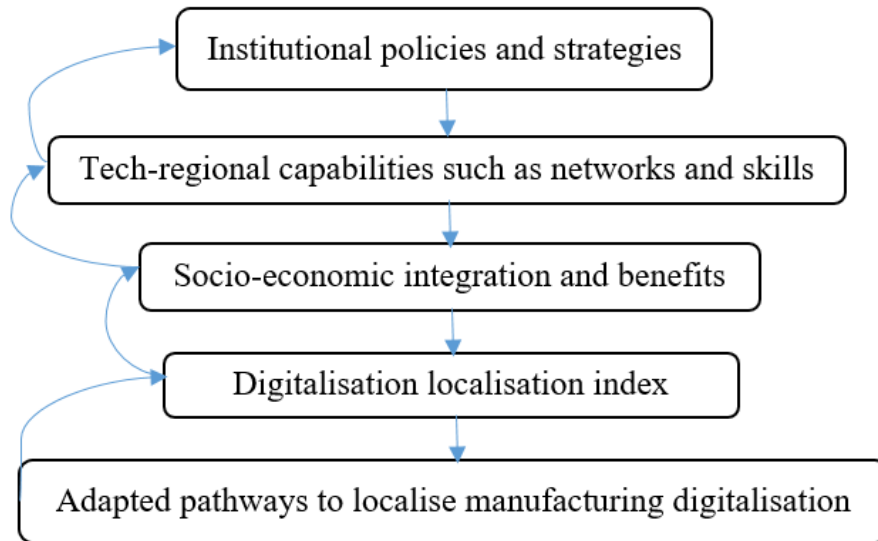 Institutional policies and strategies
Tech-regional capabilities such as networks and skills
Socio-economic integration and benefits
Digitalisation localisation index
Adapted pathways to localise manufacturing digitalisation